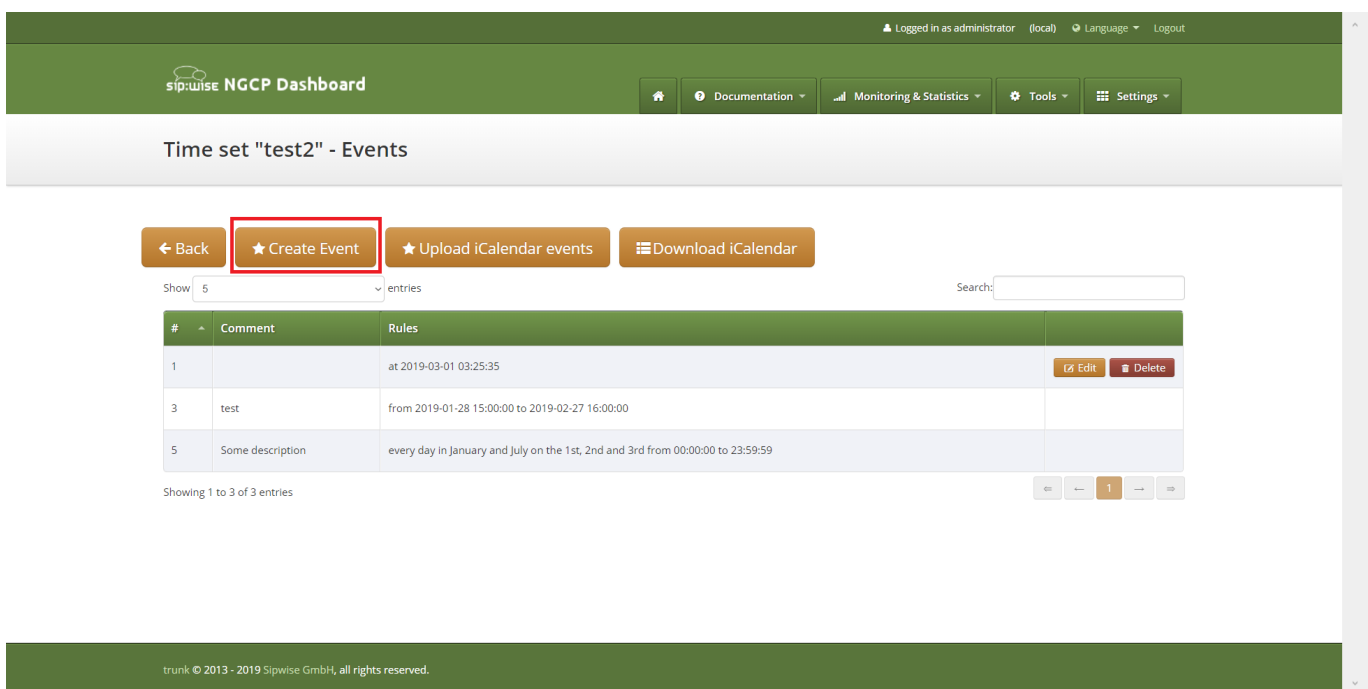 Logged in as administrator (local) Language Logout
sip:wise NGCP Dashboard
Documentation Monitoring & Statistics Tools Settings
Time set "test2" - Events
Back Create Event Upload iCalendar events Download iCalendar
Show 5 entries Search:
# Comment Rules
1 at 2019-03-01 03:25:35 Edit Delete
3 test from 2019-01-28 15:00:00 to 2019-02-27 16:00:00
5 Some description every day in January and July on the 1st, 2nd and 3rd from 00:00:00 to 23:59:59
Showing 1 to 3 of 3 entries ⇐ ← 1 → ⇒
trunk © 2013 - 2019 Sipwise GmbH, all rights reserved.